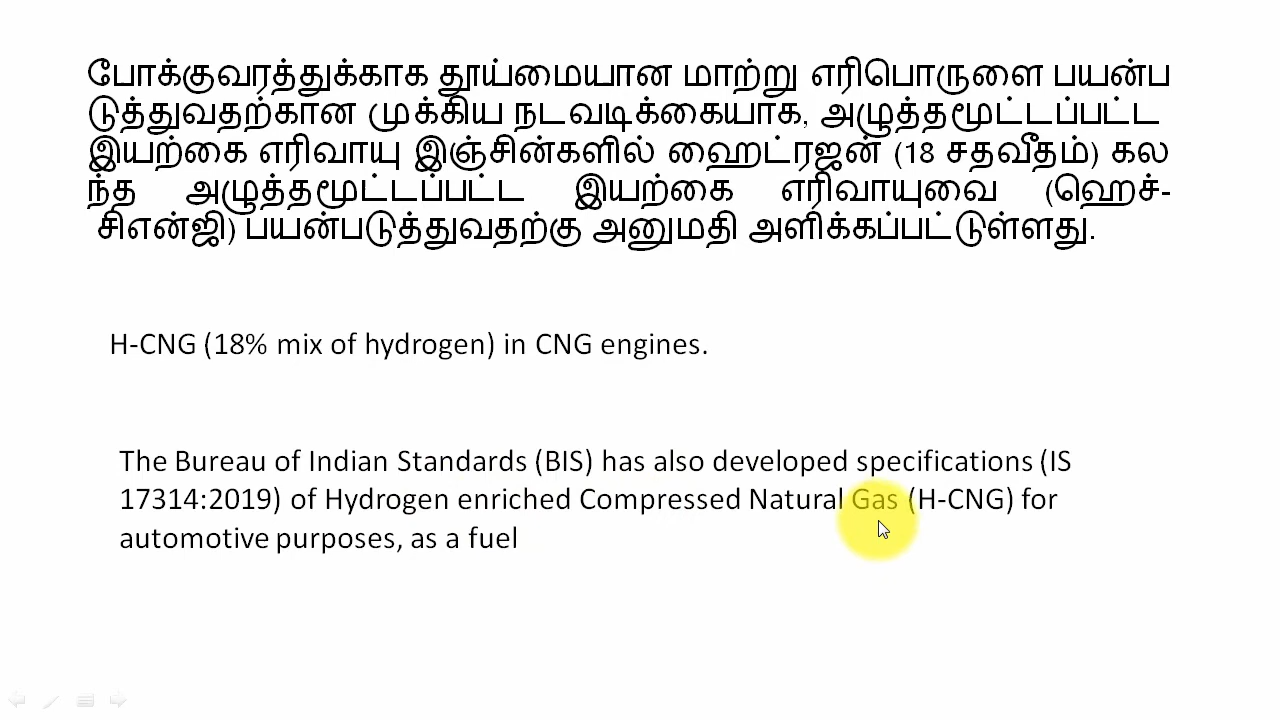 போக்குவரத்துக்காக தூய்மையான மாற்று எரிபொருளை பயன்ப
டுத்துவதற்கான முக்கிய நடவடிக்கையாக, அழுத்தமூட்டப்பட்ட
இயற்கை எரிவாயு இஞ்சின்களில் ஹைட்ரஜன் (18 சதவீதம்) கல
ந்த அழுத்தமூட்டப்பட்ட இயற்கை எரிவாயுவை (ஹெச்-
சிஎன்ஜி) பயன்படுத்துவதற்கு அனுமதி அளிக்கப்பட்டுள்ளது.
H-CNG (18% mix of hydrogen) in CNG engines.
The Bureau of Indian Standards (BIS) has also developed specifications (IS
17314:2019) of Hydrogen enriched Compressed Natural Gas (H-CNG) for
automotive purposes, as a fuel